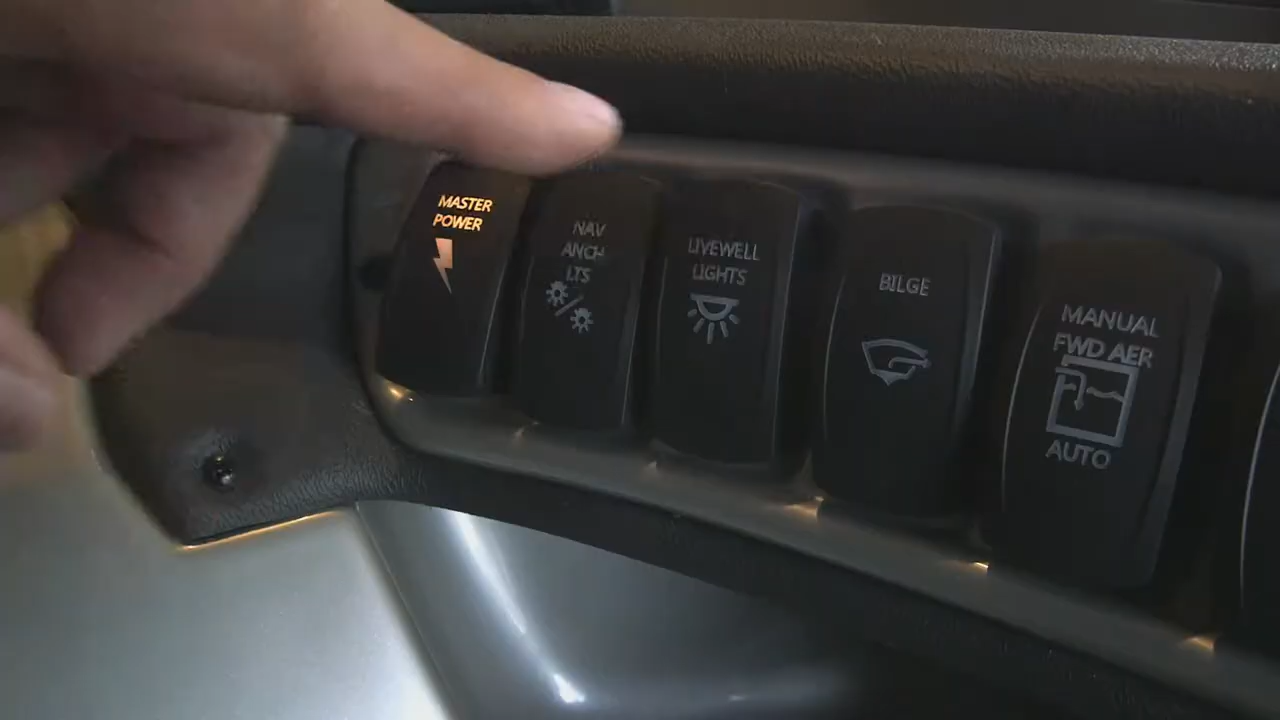 MASTER
POWER
NAV
ANCH
LTS
LIVEWELL
LIGHTS
BILGE
MANUAL
FWD AER
AUTO